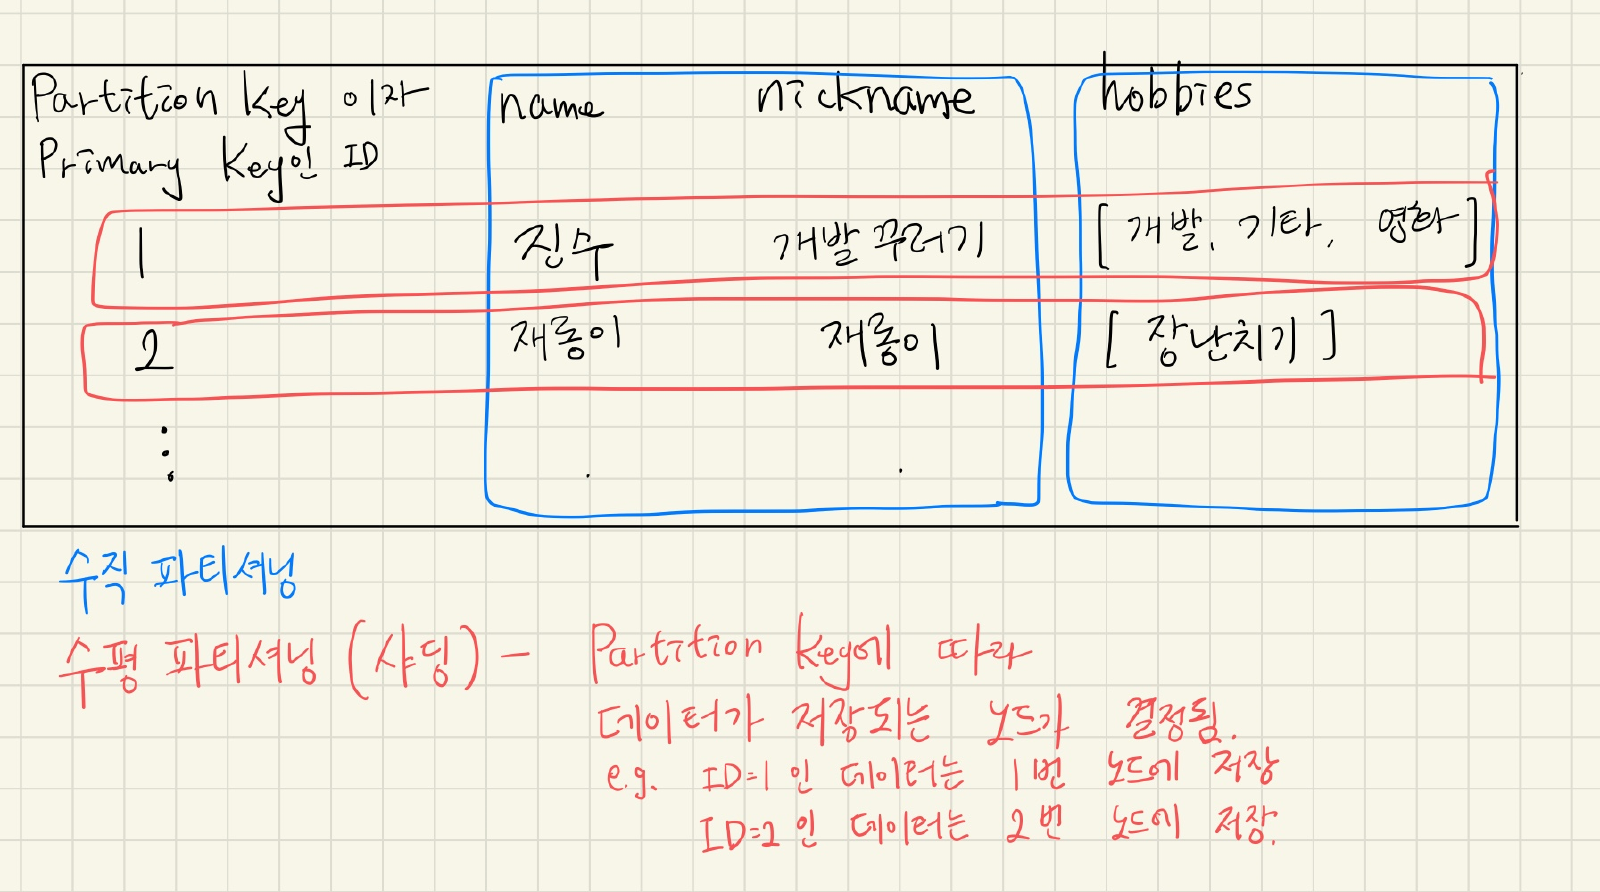 Partition Key 이자
Primary Key인 ID
name nickname hobbies
1 진수 개발 꾸러기 [ 개발, 기타, 영화 ]
2 재롱이 재롱이 [ 장난치기 ]
수직 파티셔닝
수평 파티셔닝 (샤딩) - Partition Key에 따라
데이터가 저장되는 노드가 결정됨.
e.g. ID=1 인 데이터는 1번 노드에 저장
ID=2 인 데이터는 2번 노드에 저장.